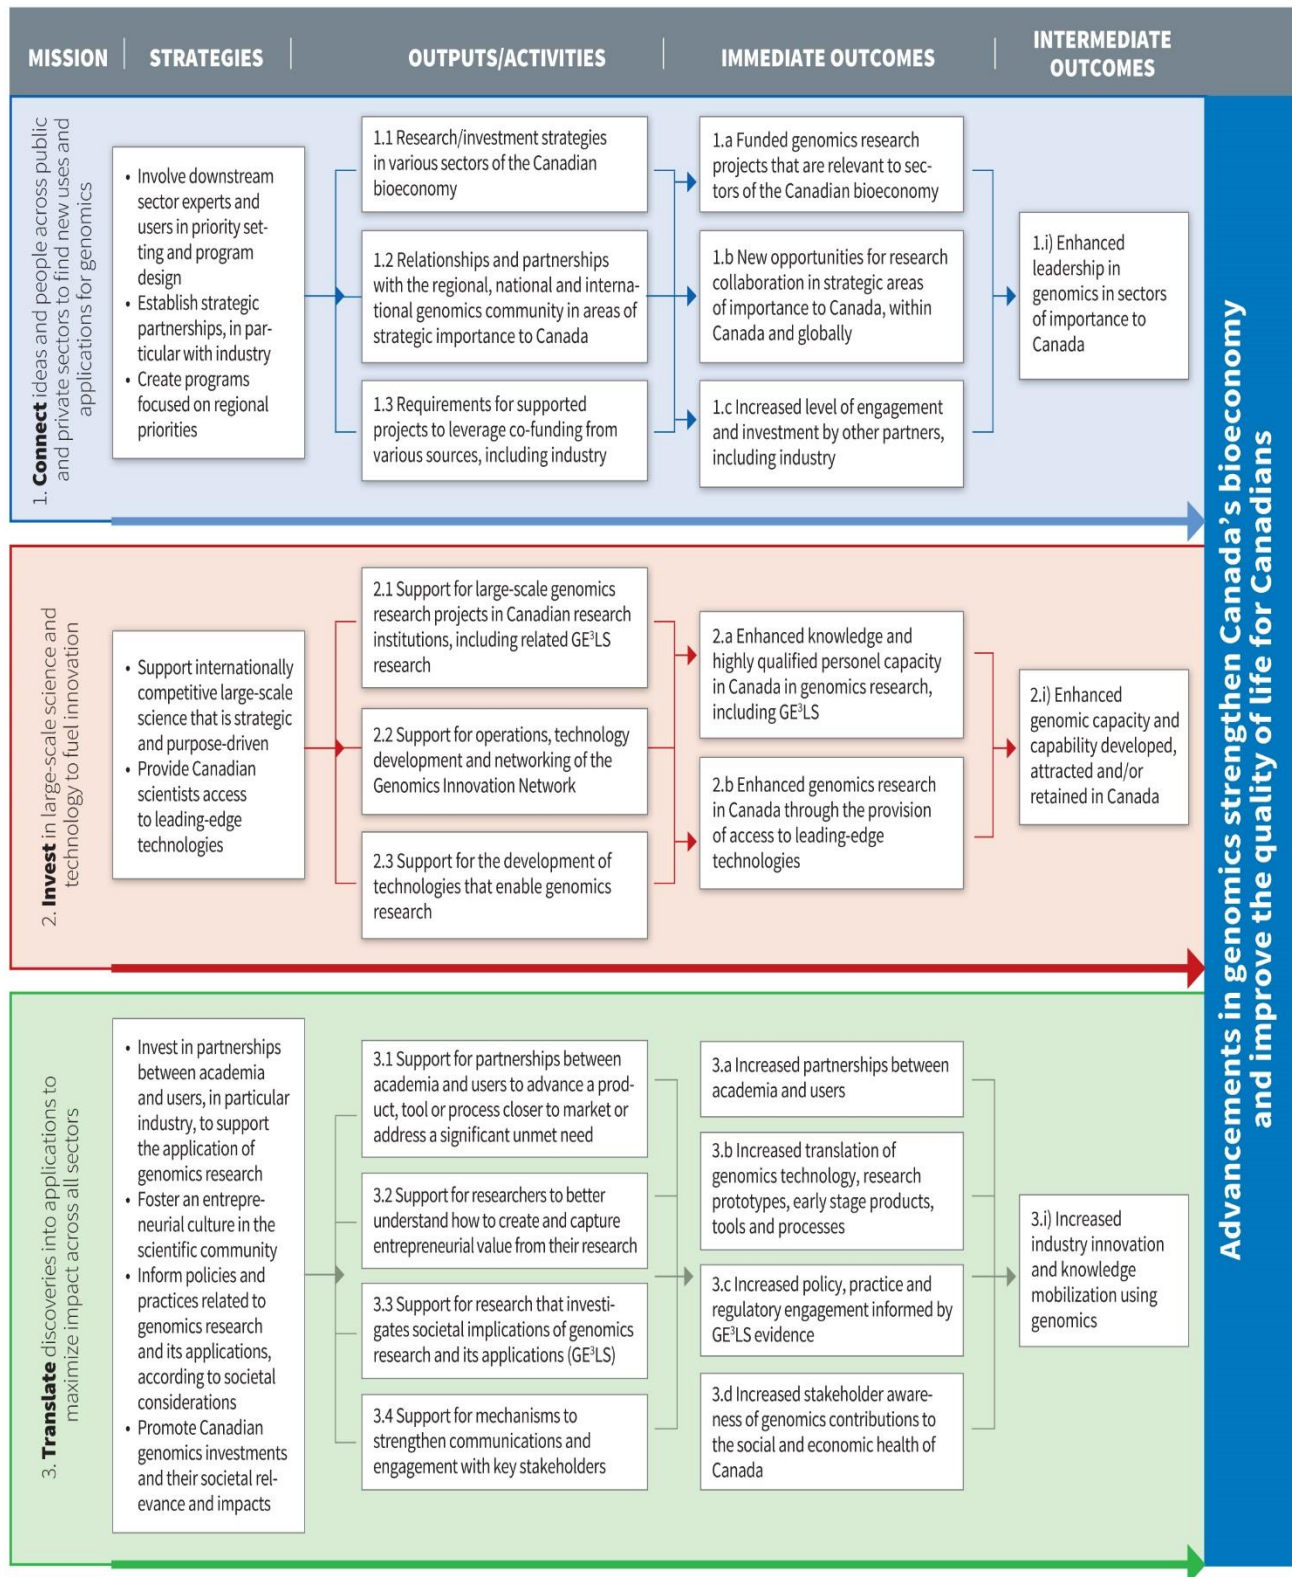 MISSION
STRATEGIES
OUTPUTS/ACTIVITIES
IMMEDIATE OUTCOMES
INTERMEDIATE
OUTCOMES
1. Connect ideas and people across public
and private sectors to find new uses and
applications for genomics
• Involve downstream
sector experts and
users in priority set-
ting and program
design
• Establish strategic
partnerships, in par-
ticular with industry
• Create programs
focused on regional
priorities
1.1 Research/investment strategies
in various sectors of the Canadian
bioeconomy
1.2 Relationships and partnerships
with the regional, national and interna-
tional genomics community in areas of
strategic importance to Canada
1.3 Requirements for supported
projects to leverage co-funding from
various sources, including industry
1.a Funded genomics research
projects that are relevant to sec-
tors of the Canadian bioeconomy
1.b New opportunities for research
collaboration in strategic areas
of importance to Canada, within
Canada and globally
1.c Increased level of engagement
and investment by other partners,
including industry
1.i) Enhanced
leadership in
genomics in sectors
of importance to
Canada
2. Invest in large-scale science and
technology to fuel innovation
• Support internationally
competitive large-scale
science that is strategic
and purpose-driven
• Provide Canadian
scientists access
to leading-edge
technologies
2.1 Support for large-scale genomics
research projects in Canadian research
institutions, including related GE³LS
research
2.2 Support for operations, technology
development and networking of the
Genomics Innovation Network
2.3 Support for the development of
technologies that enable genomics
research
2.a Enhanced knowledge and
highly qualified personel capacity
in Canada in genomics research,
including GE³LS
2.b Enhanced genomics research
in Canada through the provision
of access to leading-edge
technologies
2.i) Enhanced
genomic capacity and
capability developed,
attracted and/or
retained in Canada
3. Translate discoveries into applications to
maximize impact across all sectors
• Invest in partnerships
between academia
and users, in particular
industry, to support
the application of
genomics research
• Foster an entrepre-
neurial culture in the
scientific community
• Inform policies and
practices related to
genomics research
and its applications,
according to societal
considerations
• Promote Canadian
genomics investments
and their societal rel-
evance and impacts
3.1 Support for partnerships between
academia and users to advance a prod-
uct, tool or process closer to market or
address a significant unmet need
3.2 Support for researchers to better
understand how to create and capture
entrepreneurial value from their research
3.3 Support for research that investi-
gates societal implications of genomics
research and its applications (GE³LS)
3.4 Support for mechanisms to
strengthen communications and
engagement with key stakeholders
3.a Increased partnerships between
academia and users
3.b Increased translation of
genomics technology, research
prototypes, early stage products,
tools and processes
3.c Increased policy, practice and
regulatory engagement informed by
GE³LS evidence
3.d Increased stakeholder aware-
ness of genomics contributions to
the social and economic health of
Canada
3.i) Increased
industry innovation
and knowledge
mobilization using
genomics
Advancements in genomics strengthen Canada's bioeconomy
and improve the quality of life for Canadians